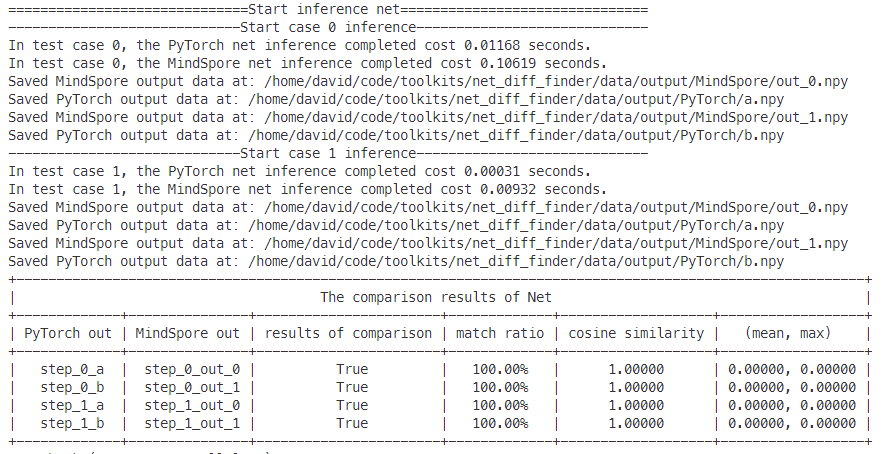 ==============================Start inference net===============================
-----------------------------Start case 0 inference-----------------------------
In test case 0, the PyTorch net inference completed cost 0.01168 seconds.
In test case 0, the MindSpore net inference completed cost 0.10619 seconds.
Saved MindSpore output data at: /home/david/code/toolkits/net_diff_finder/data/output/MindSpore/out_0.npy
Saved PyTorch output data at: /home/david/code/toolkits/net_diff_finder/data/output/PyTorch/a.npy
Saved MindSpore output data at: /home/david/code/toolkits/net_diff_finder/data/output/MindSpore/out_1.npy
Saved PyTorch output data at: /home/david/code/toolkits/net_diff_finder/data/output/PyTorch/b.npy
-----------------------------Start case 1 inference-----------------------------
In test case 1, the PyTorch net inference completed cost 0.00031 seconds.
In test case 1, the MindSpore net inference completed cost 0.00932 seconds.
Saved MindSpore output data at: /home/david/code/toolkits/net_diff_finder/data/output/MindSpore/out_0.npy
Saved PyTorch output data at: /home/david/code/toolkits/net_diff_finder/data/output/PyTorch/a.npy
Saved MindSpore output data at: /home/david/code/toolkits/net_diff_finder/data/output/MindSpore/out_1.npy
Saved PyTorch output data at: /home/david/code/toolkits/net_diff_finder/data/output/PyTorch/b.npy
The comparison results of Net
| PyTorch out | MindSpore out | results of comparison | match ratio | cosine similarity | (mean, max) |
| step_0_a | step_0_out_0 | True | 100.00% | 1.00000 | 0.00000, 0.00000 |
| step_0_b | step_0_out_1 | True | 100.00% | 1.00000 | 0.00000, 0.00000 |
| step_1_a | step_1_out_0 | True | 100.00% | 1.00000 | 0.00000, 0.00000 |
| step_1_b | step_1_out_1 | True | 100.00% | 1.00000 | 0.00000, 0.00000 |